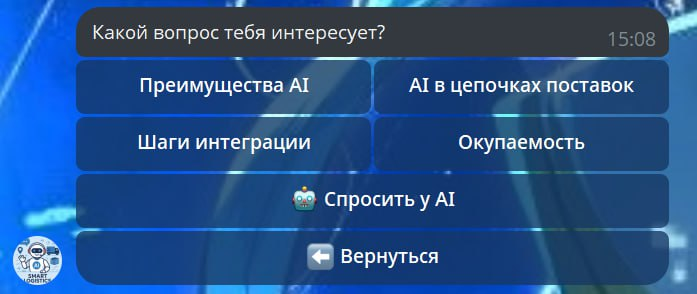 Какой вопрос тебя интересует?
15:08
Преимущества AI
AI в цепочках поставок
Шаги интеграции
Окупаемость
🤖 Спросить у AI
⬅️ Вернуться
AI
SMART
LOGISTICS